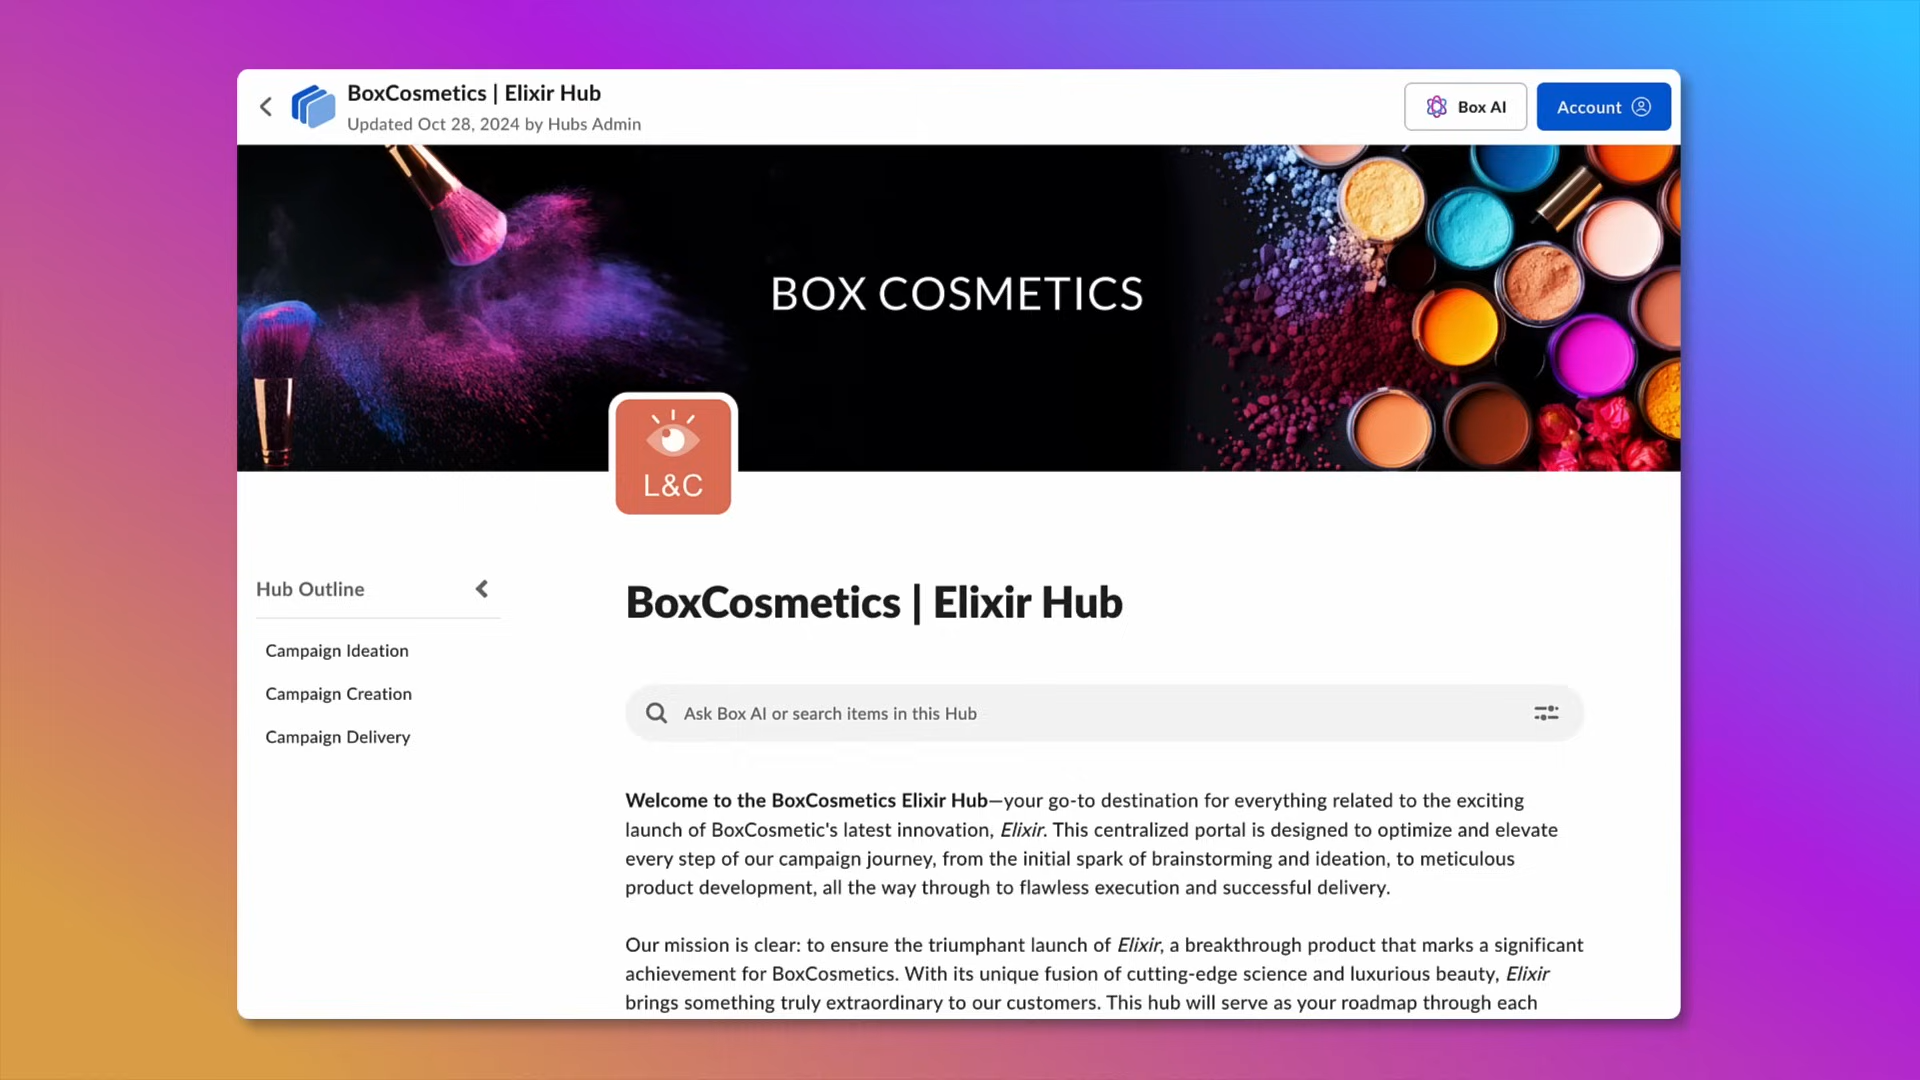 BoxCosmetics | Elixir Hub
Updated Oct 28, 2024 by Hubs Admin
Box AI
Account
BOX COSMETICS
L&C
Hub Outline
Campaign Ideation
Campaign Creation
Campaign Delivery
BoxCosmetics | Elixir Hub
Ask Box AI or search items in this Hub
Welcome to the BoxCosmetics Elixir Hub—your go-to destination for everything related to the exciting
launch of BoxCosmetic's latest innovation, Elixir. This centralized portal is designed to optimize and elevate
every step of our campaign journey, from the initial spark of brainstorming and ideation, to meticulous
product development, all the way through to flawless execution and successful delivery.
Our mission is clear: to ensure the triumphant launch of Elixir, a breakthrough product that marks a significant
achievement for BoxCosmetics. With its unique fusion of cutting-edge science and luxurious beauty, Elixir
brings something truly extraordinary to our customers. This hub will serve as your roadmap through each